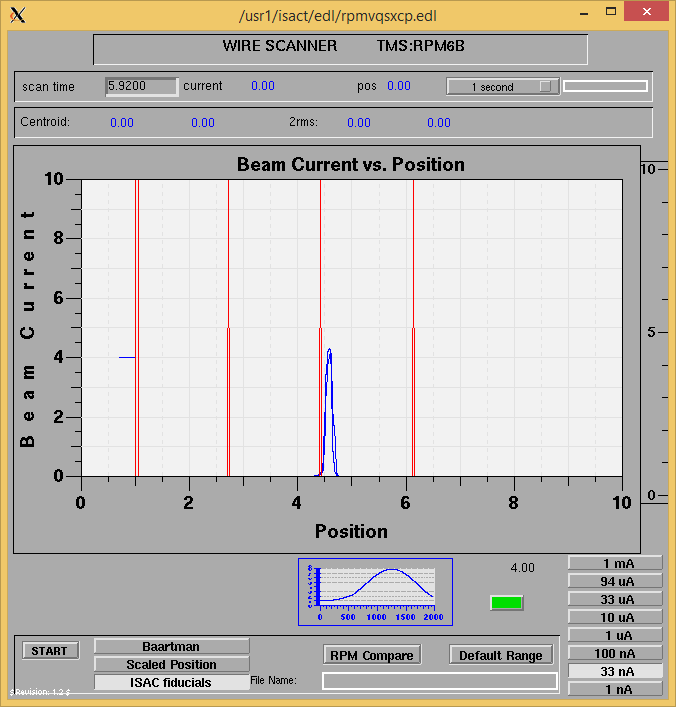 /usr1/isact/edl/rpmvqsxcp.edl
WIRE SCANNER TMS:RPM6B
scan time 5.9200 current 0.00 pos 0.00 1 second
Centroid: 0.00 0.00 2rms: 0.00 0.00
Beam Current vs. Position
10
8
6
4
2
0
Beam Current
0 2 4 6 8 10
Position
10
5
0
8
0 500 1000 1500 2000
4.00
1 mA
94 uA
33 uA
10 uA
1 uA
100 nA
33 nA
1 nA
START
Baartman
Scaled Position
ISAC fiducials
RPM Compare
Default Range
File Name:
$Revision: 1.2 $